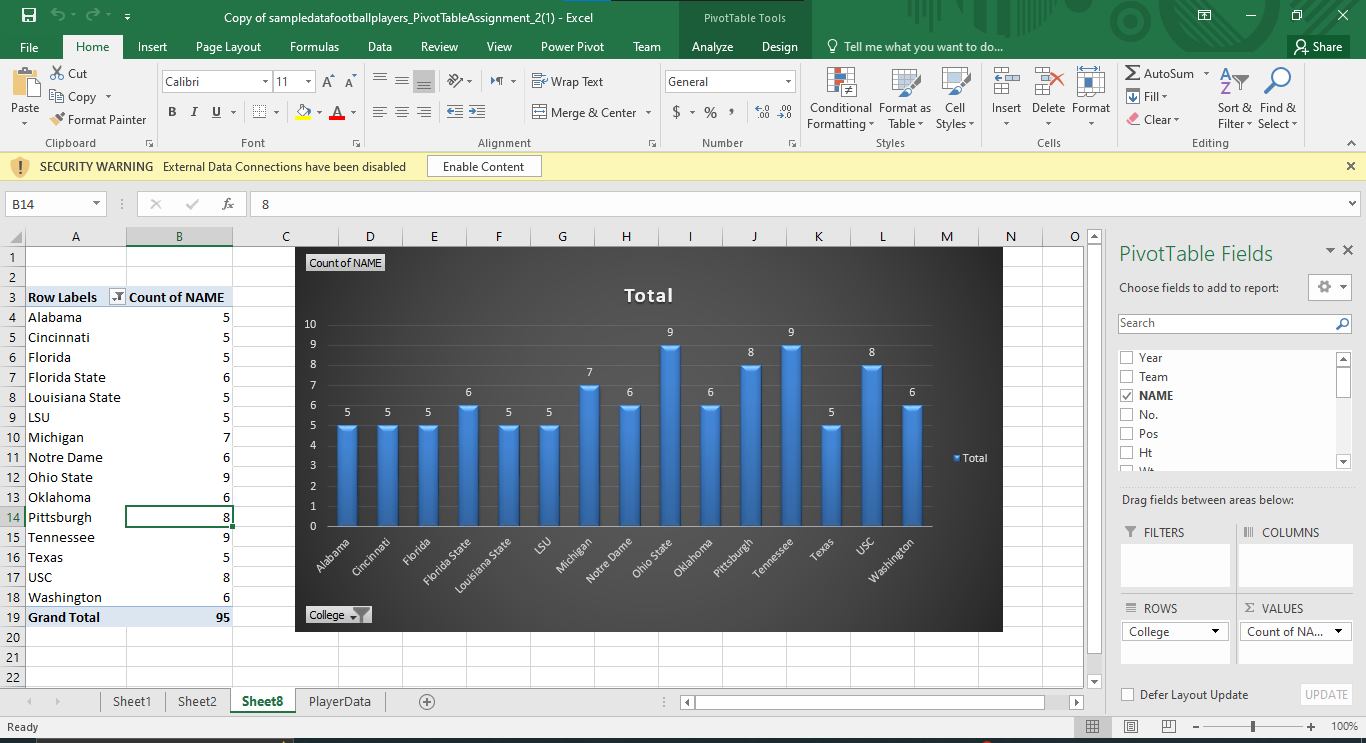 Copy of sampledatafootballplayers_PivotTableAssignment_2(1) - Excel
PivotTable Tools
File Home Insert Page Layout Formulas Data Review View Power Pivot Team Analyze Design Tell me what you want to do... Share
Paste
Cut
Copy
Format Painter
Clipboard
Calibri 11
B I U
Font
Wrap Text
Merge & Center
Alignment
General
$ % ,
Number
Conditional Formatting
Format as Table
Cell Styles
Styles
Insert Delete Format
Cells
AutoSum
Fill
Clear
Sort & Filter
Find & Select
Editing
SECURITY WARNING External Data Connections have been disabled Enable Content
B14 fx 8
A B C D E F G H I J K L M N O
1
2
3 Row Labels Count of NAME
4 Alabama 5
5 Cincinnati 5
6 Florida 5
7 Florida State 6
8 Louisiana State 5
9 LSU 5
10 Michigan 7
11 Notre Dame 6
12 Ohio State 9
13 Oklahoma 6
14 Pittsburgh 8
15 Tennessee 9
16 Texas 5
17 USC 8
18 Washington 6
19 Grand Total 95
20
21
22
Count of NAME
Total
10
9
8
7
6
5
4
3
2
1
0
5 5 5 6 5 5 7 6 9 6 8 9 5 8 6
Alabama Cincinnati Florida Florida State Louisiana State LSU Michigan Notre Dame Ohio State Oklahoma Pittsburgh Tennessee Texas USC Washington
Total
College
PivotTable Fields
Choose fields to add to report:
Search
Year
Team
NAME
No.
Pos
Ht
Wt
Drag fields between areas below:
FILTERS
COLUMNS
ROWS
College
Σ VALUES
Count of NA...
Defer Layout Update UPDATE
Sheet1 Sheet2 Sheet8 PlayerData
Ready 100%